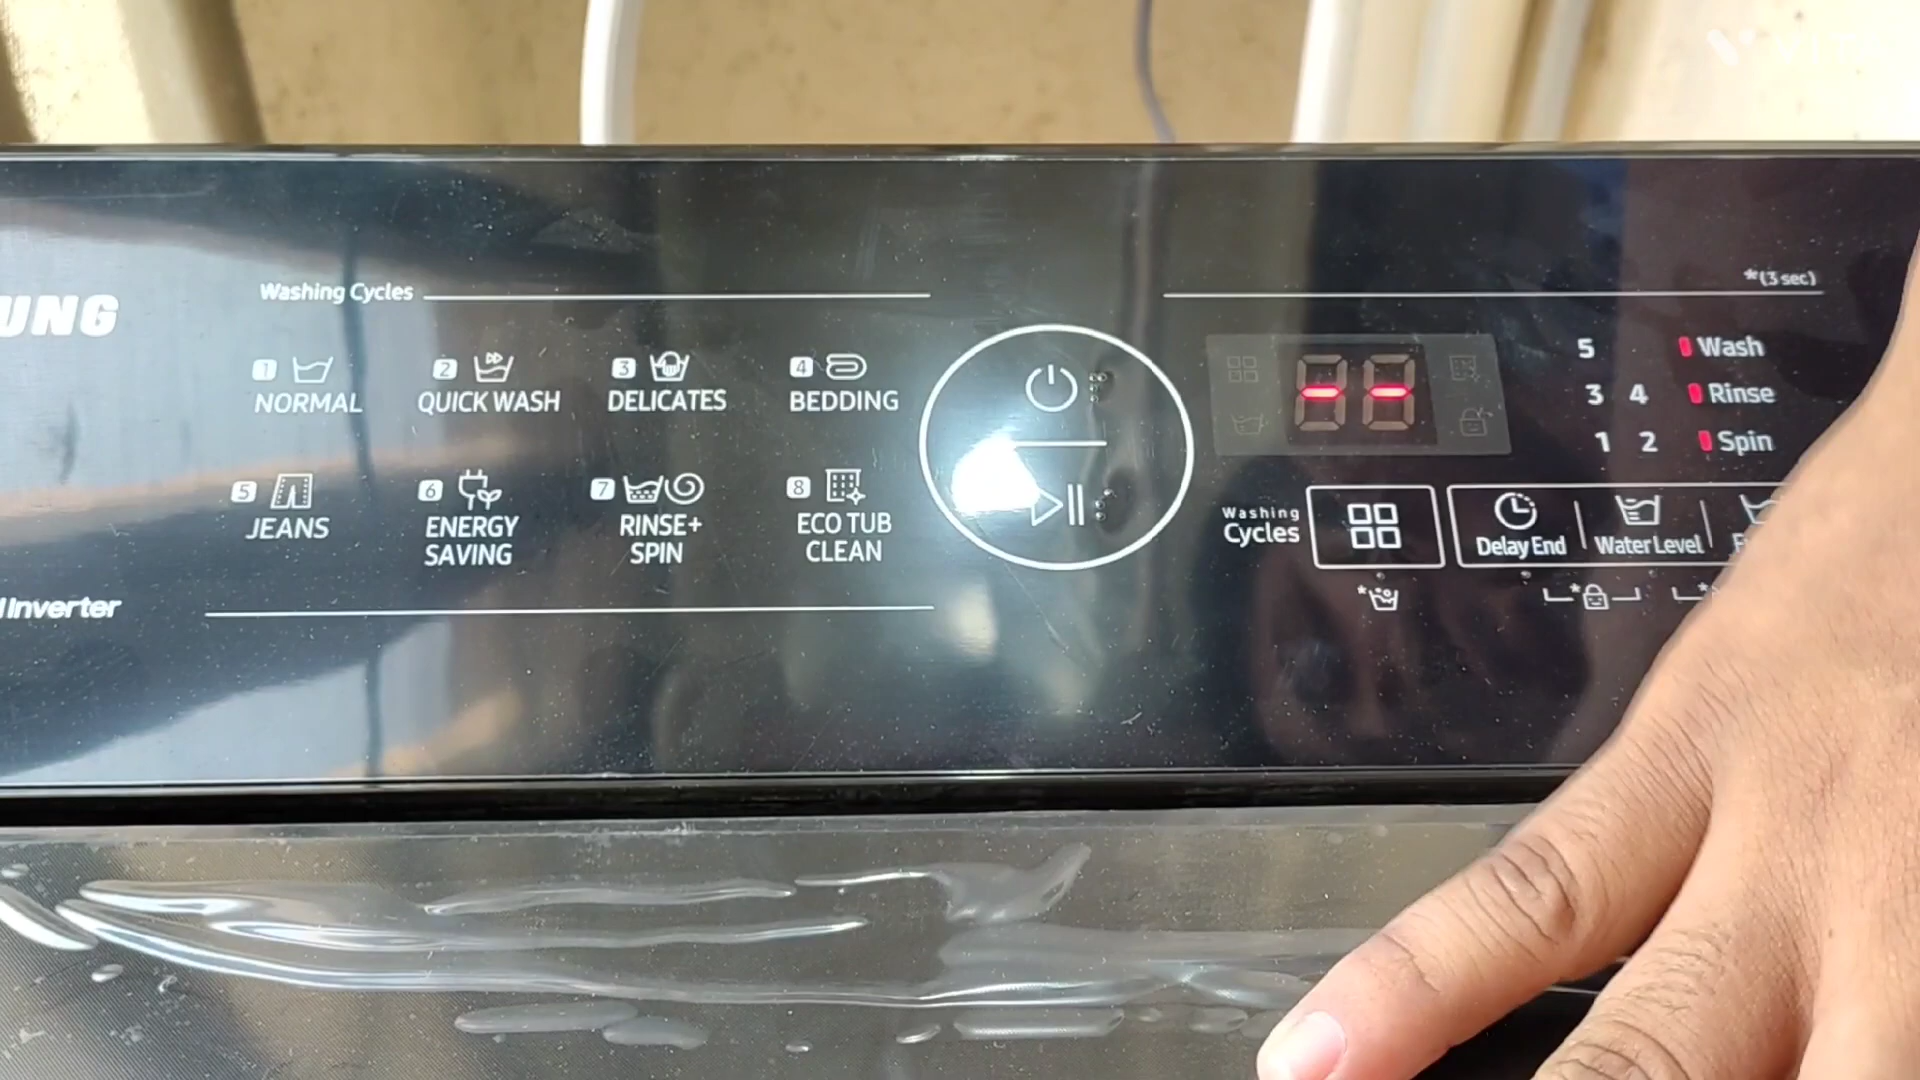 UNG
Washing Cycles
*(3 sec)
1
NORMAL
2
QUICK WASH
3
DELICATES
4
BEDDING
5
JEANS
6
ENERGY
SAVING
7
RINSE+
SPIN
8
ECO TUB
CLEAN
Inverter
--
5 Wash
3 4 Rinse
1 2 Spin
Washing
Cycles
Delay End
Water Level
*
*
*
VITA